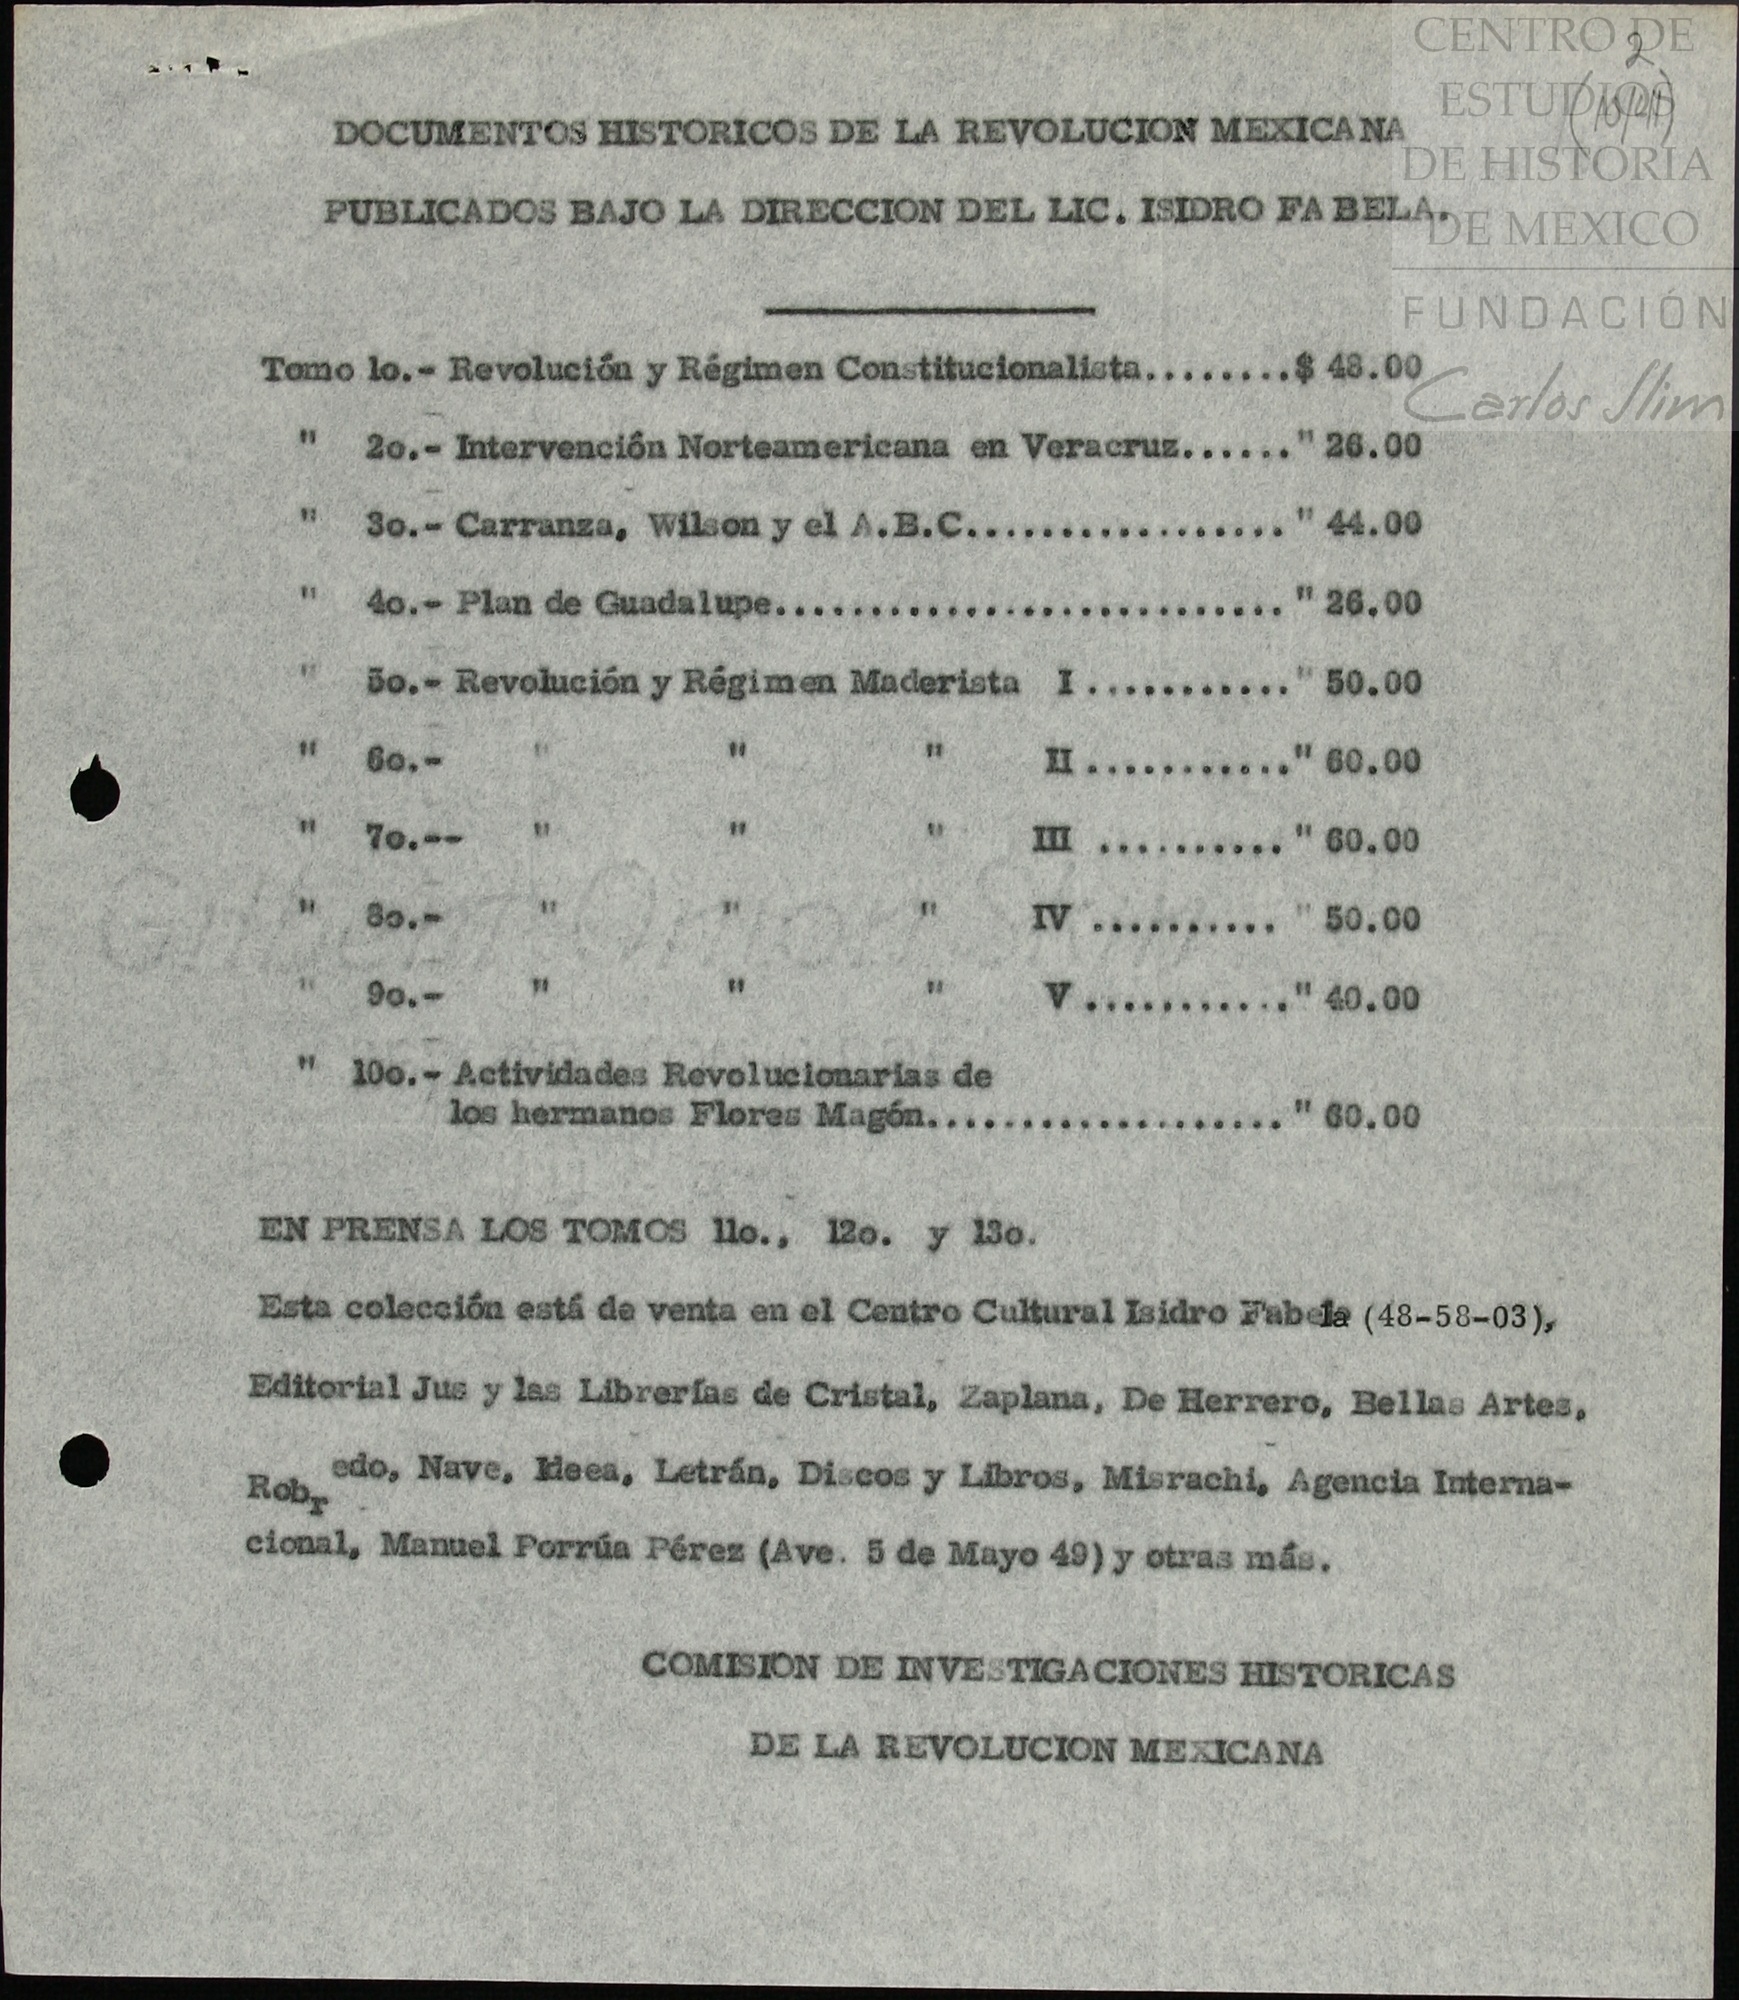 CENTRO DE
ESTUDIOS
DE HISTORIA
DE MEXICO
FUNDACIÓN
Carlos Slim
2
DOCUMENTOS HISTORICOS DE LA REVOLUCION MEXICANA
PUBLICADOS BAJO LA DIRECCION DEL LIC. ISIDRO FABELA.
Tomo 1o.- Revolución y Régimen Constitucionalista........$ 48.00
" 2o.- Intervención Norteamericana en Veracruz......" 26.00
" 3o.- Carranza, Wilson y el A.B.C................." 44.00
" 4o.- Plan de Guadalupe..........................." 26.00
" 5o.- Revolución y Régimen Maderista I ..........." 50.00
" 6o.- " " " II ..........." 60.00
" 7o.-- " " " III .........." 60.00
" 8o.- " " " IV .......... " 50.00
" 9o.- " " " V ..........." 40.00
" 10o.- Actividades Revolucionarias de
los hermanos Flores Magón..................." 60.00
EN PRENSA LOS TOMOS 11o., 12o. y 13o.
Esta colección está de venta en el Centro Cultural Isidro Fabela (48-58-03),
Editorial Jus y las Librerías de Cristal, Zaplana, De Herrero, Bellas Artes,
Robredo, Nave, Ideea, Letrán, Discos y Libros, Misrachi, Agencia Interna-
cional, Manuel Porrúa Pérez (Ave. 5 de Mayo 49) y otras más.
COMISION DE INVESTIGACIONES HISTORICAS
DE LA REVOLUCION MEXICANA